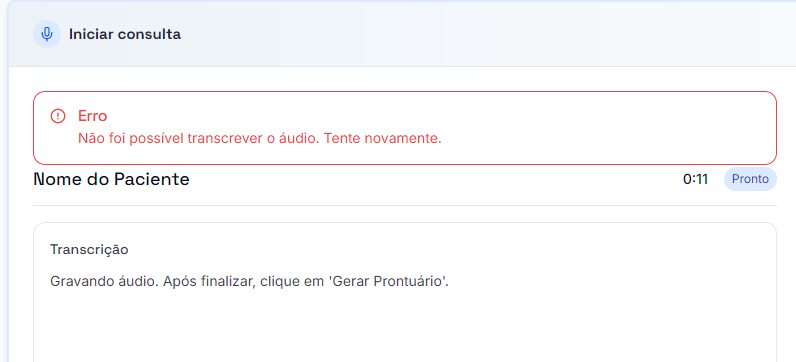 Iniciar consulta
Erro
Não foi possível transcrever o áudio. Tente novamente.
Nome do Paciente
0:11 Pronto
Transcrição
Gravando áudio. Após finalizar, clique em 'Gerar Prontuário'.